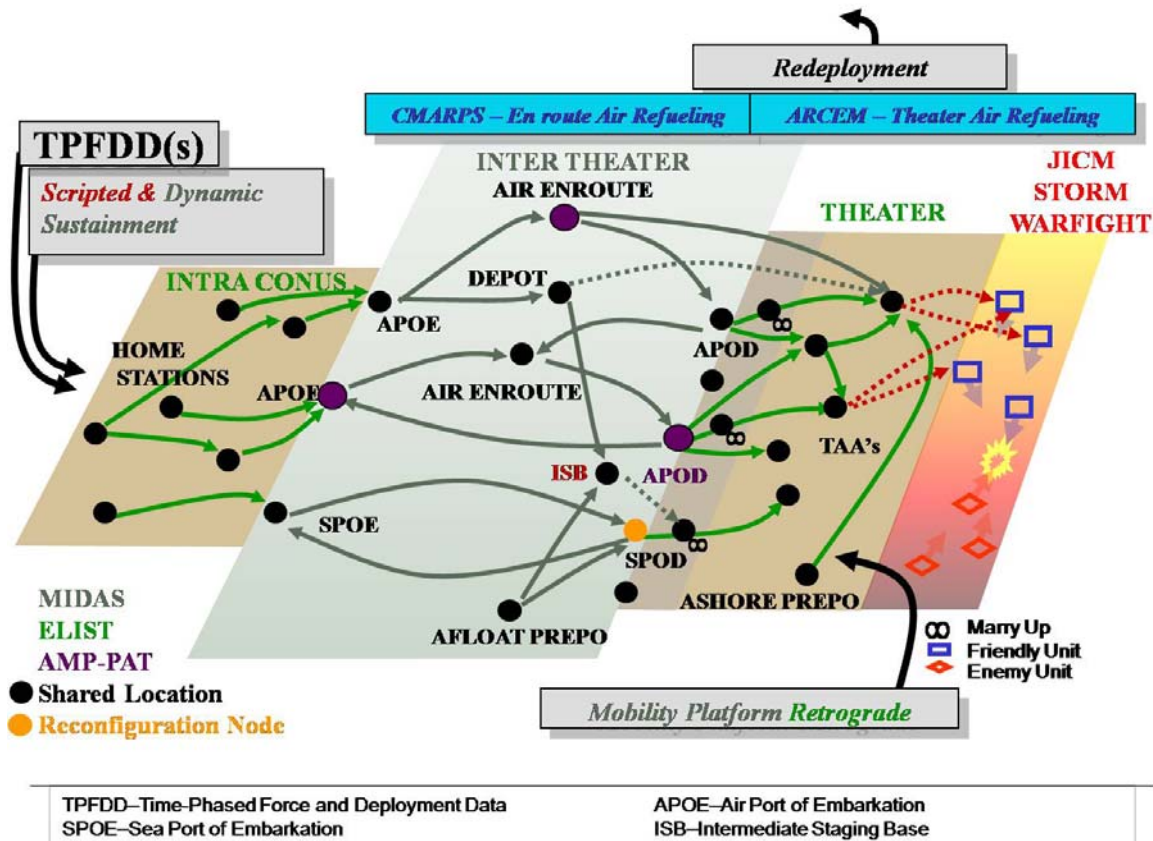 Redeployment
CMARPS – En route Air Refueling
ARCEM – Theater Air Refueling
TPFDD(s)
Scripted & Dynamic
Sustainment
INTER THEATER
AIR ENROUTE
JICM
STORM
WARFIGHT
THEATER
INTRA CONUS
DEPOT
APOE
APOD
HOME
STATIONS
APOE
AIR ENROUTE
TAA's
ISB
APOD
SPOE
SPOD
AFLOAT PREPO
ASHORE PREPO
MIDAS
ELIST
AMP-PAT
Shared Location
Reconfiguration Node
Marry Up
Friendly Unit
Enemy Unit
Mobility Platform Retrograde
TPFDD–Time-Phased Force and Deployment Data
APOE–Air Port of Embarkation
SPOE–Sea Port of Embarkation
ISB–Intermediate Staging Base